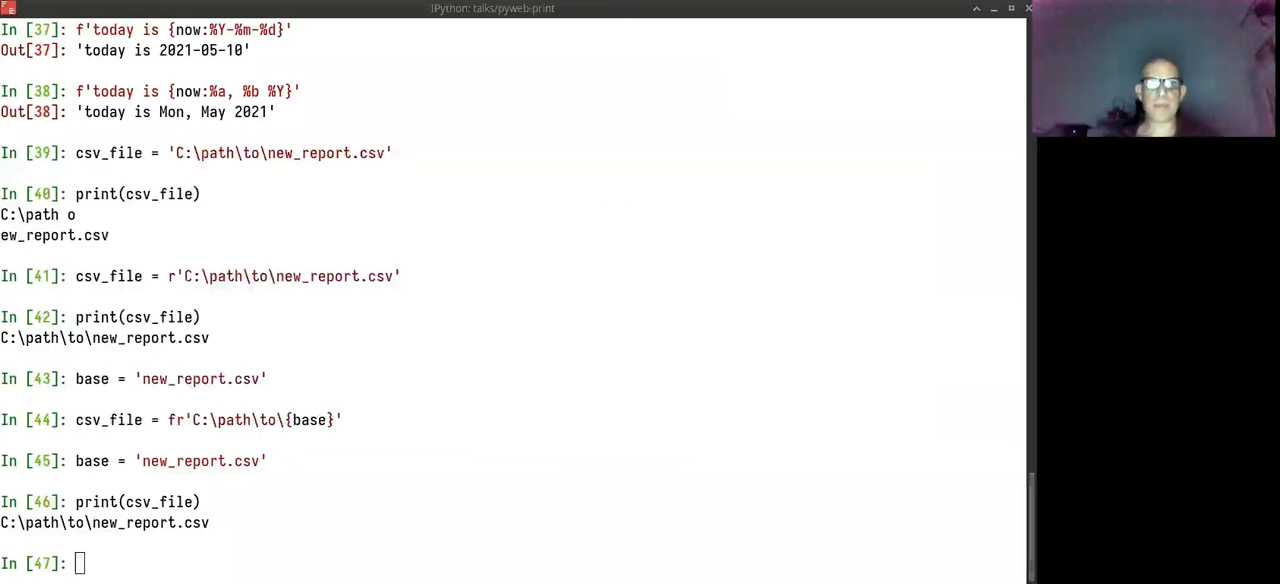 IPython: talks/pyweb-print
In [37]: f'today is {now:%Y-%m-%d}'
Out[37]: 'today is 2021-05-10'
In [38]: f'today is {now:%a, %b %Y}'
Out[38]: 'today is Mon, May 2021'
In [39]: csv_file = 'C:\path\to\new_report.csv'
In [40]: print(csv_file)
C:\path o
ew_report.csv
In [41]: csv_file = r'C:\path\to\new_report.csv'
In [42]: print(csv_file)
C:\path\to\new_report.csv
In [43]: base = 'new_report.csv'
In [44]: csv_file = fr'C:\path\to\{base}'
In [45]: base = 'new_report.csv'
In [46]: print(csv_file)
C:\path\to\new_report.csv
In [47]: